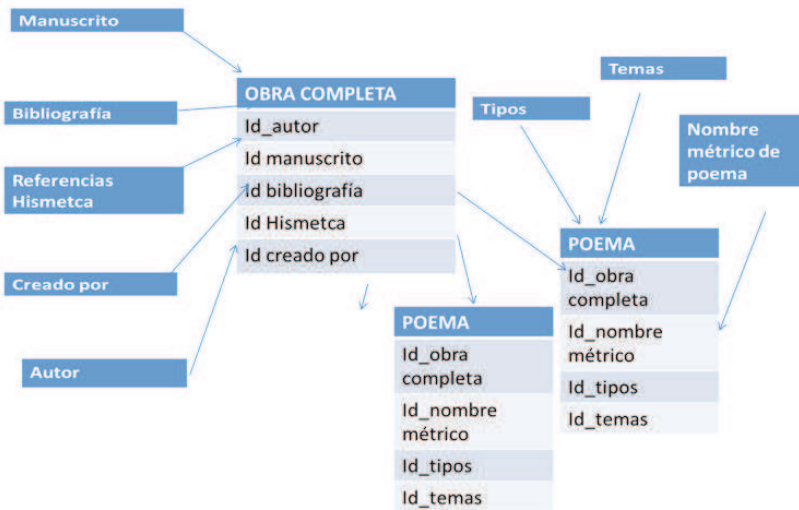 Manuscrito
Bibliografía
Referencias
Hismetca
Creado por
Autor
OBRA COMPLETA
Id_autor
Id manuscrito
Id bibliografía
Id Hismetca
Id creado por
Temas
Tipos
Nombre
métrico de
poema
POEMA
Id_obra
completa
Id_nombre
métrico
Id_tipos
Id_temas
POEMA
Id_obra
completa
Id_nombre
métrico
Id_tipos
Id_temas